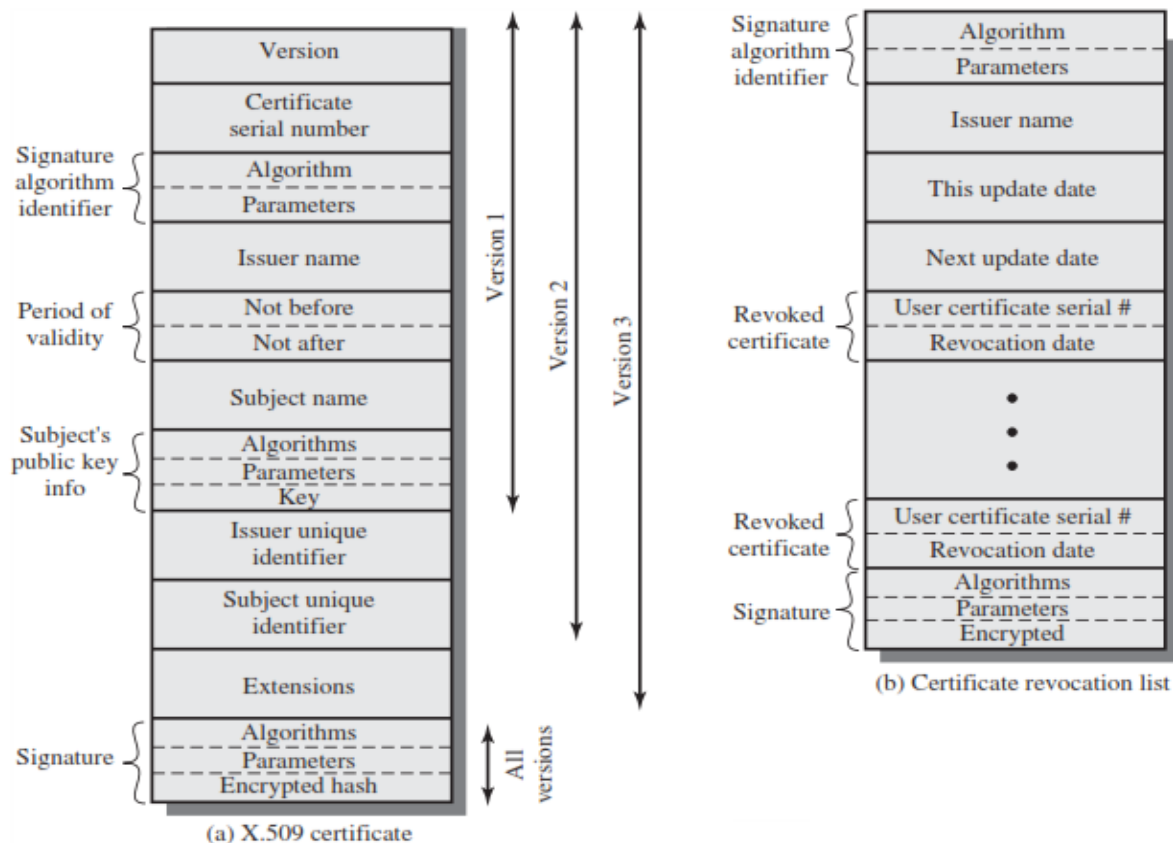 Version
Certificate
serial number
Signature
algorithm
identifier
Algorithm
Parameters
Issuer name
Period of
validity
Not before
Not after
Subject name
Subject's
public key
info
Algorithms
Parameters
Key
Issuer unique
identifier
Subject unique
identifier
Extensions
Signature
Algorithms
Parameters
Encrypted hash
Version 1
Version 2
Version 3
All
versions
(a) X.509 certificate
Signature
algorithm
identifier
Algorithm
Parameters
Issuer name
This update date
Next update date
Revoked
certificate
User certificate serial #
Revocation date
Revoked
certificate
User certificate serial #
Revocation date
Signature
Algorithms
Parameters
Encrypted
(b) Certificate revocation list